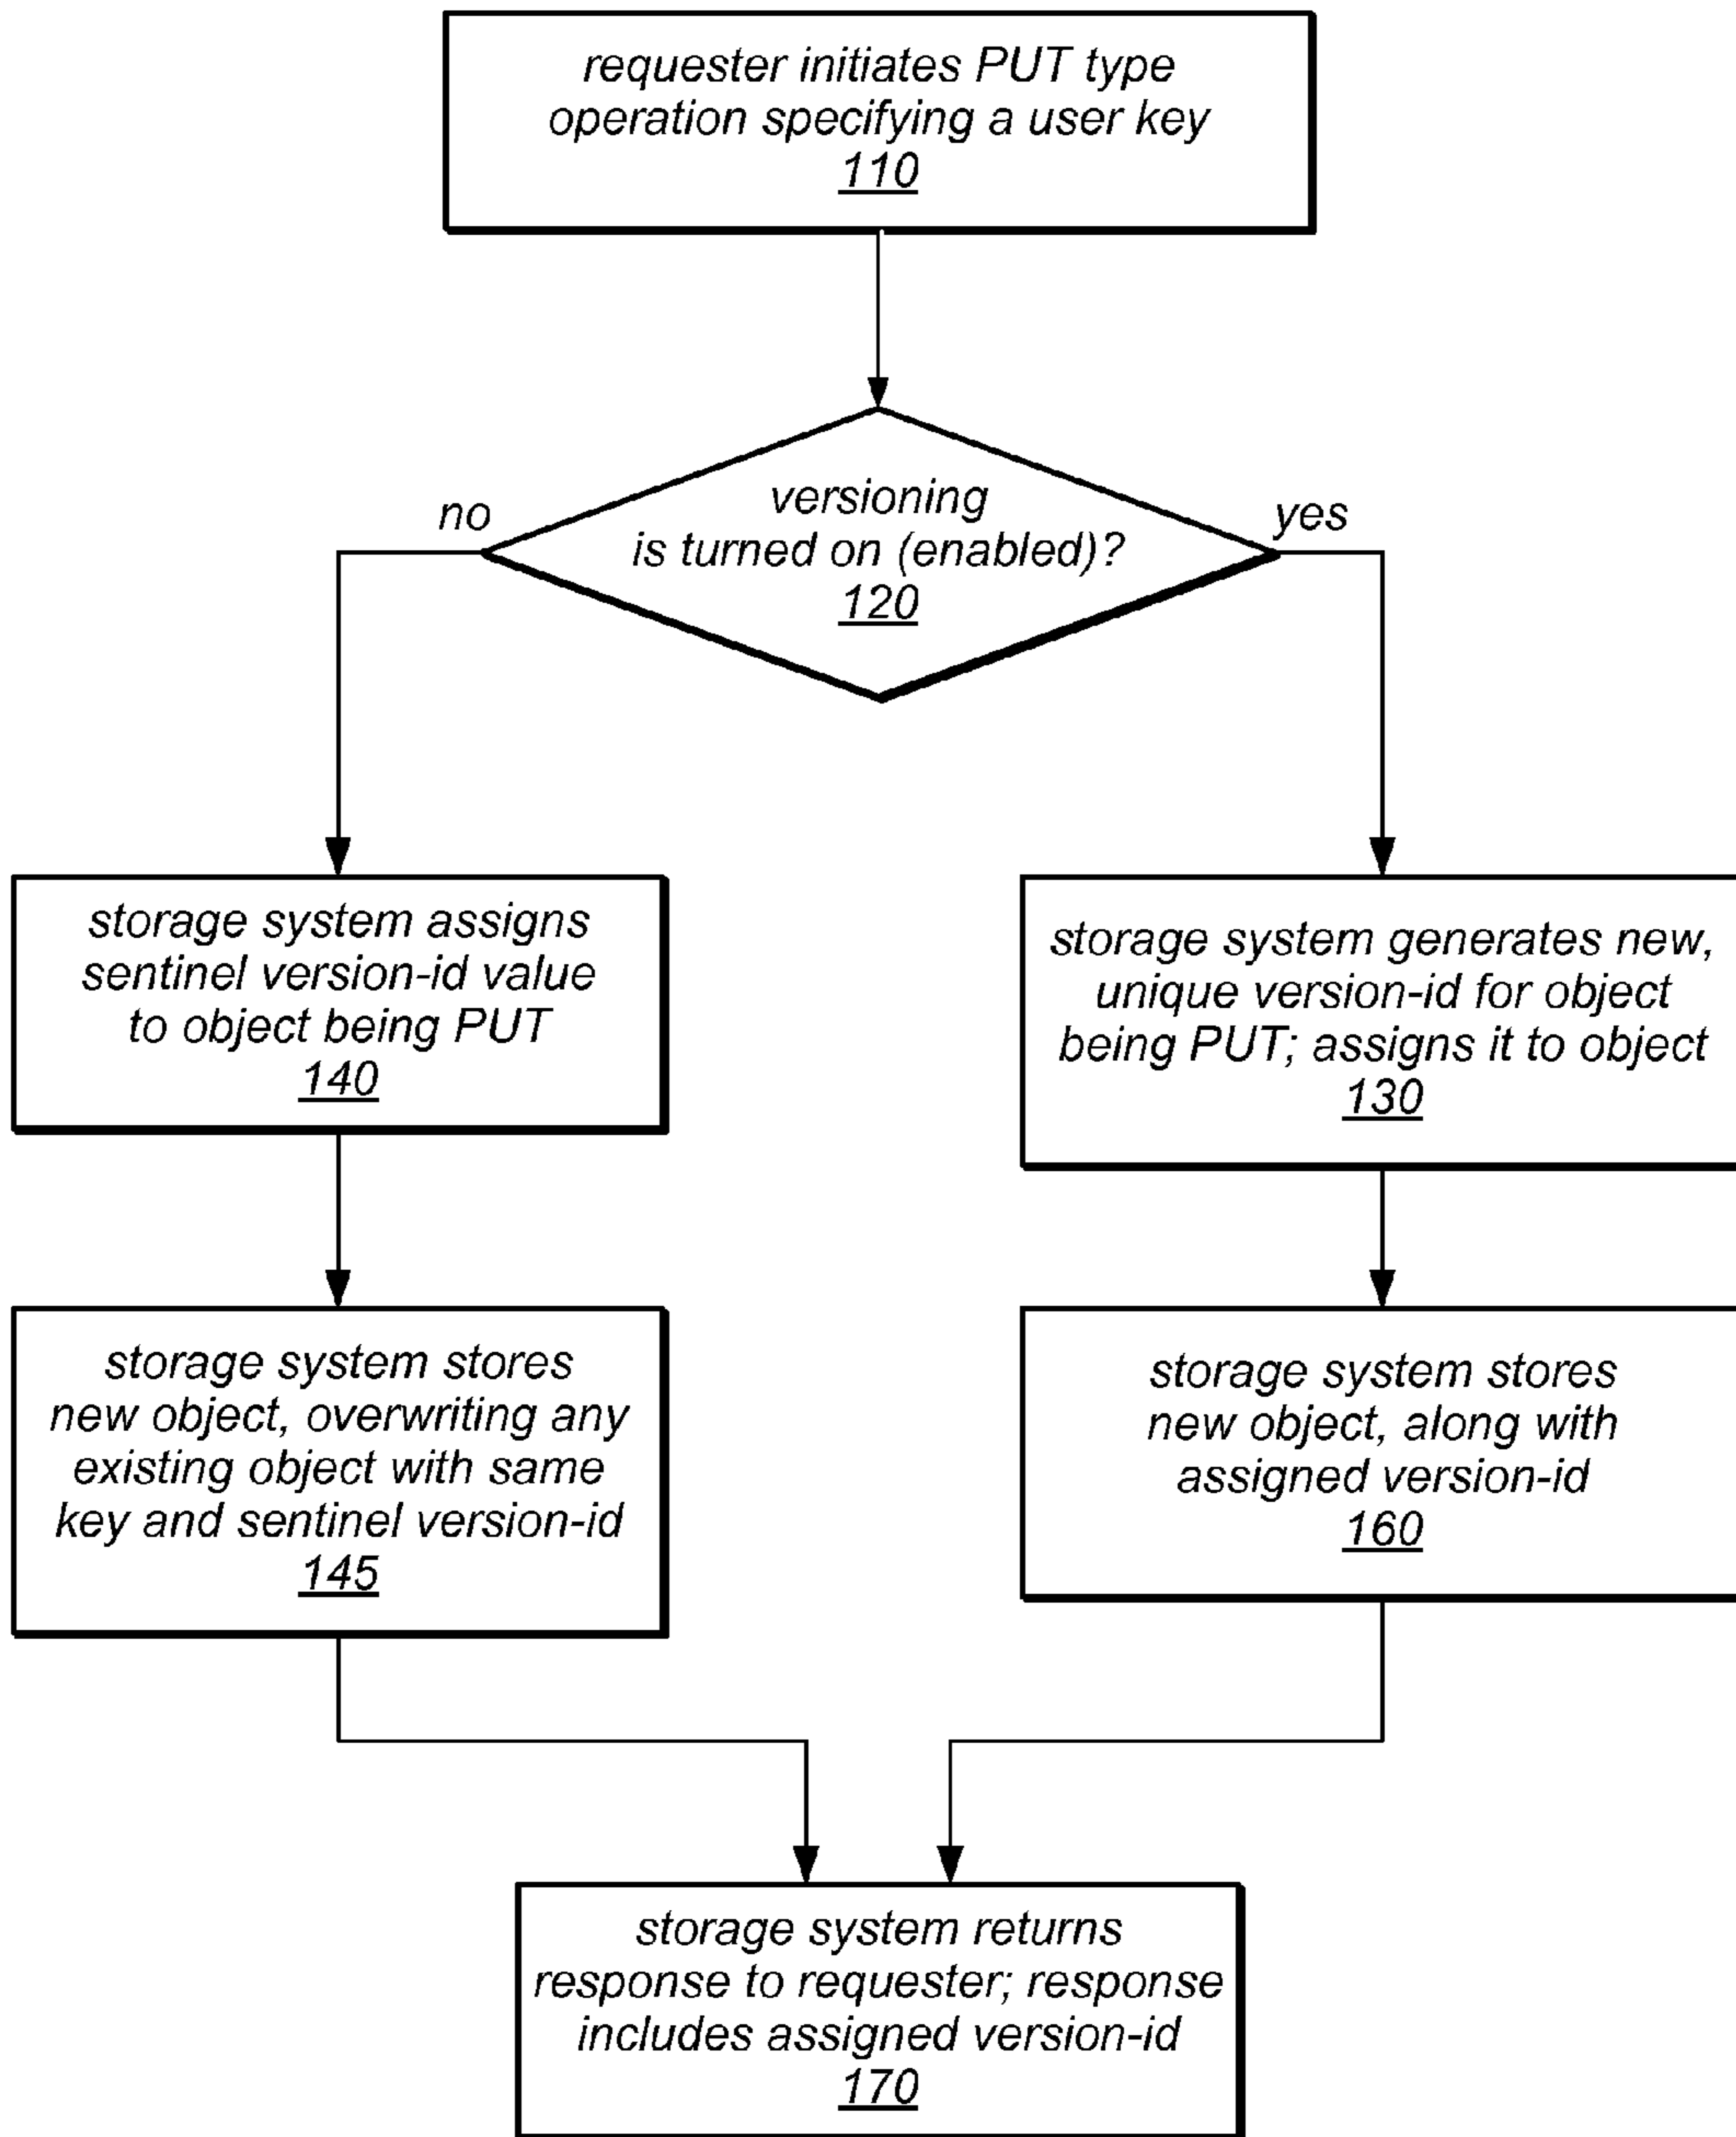 requester initiates PUT type
operation specifying a user key
110
versioning
is turned on (enabled)?
120
no
yes
storage system assigns
sentinel version-id value
to object being PUT
140
storage system generates new,
unique version-id for object
being PUT; assigns it to object
130
storage system stores
new object, overwriting any
existing object with same
key and sentinel version-id
145
storage system stores
new object, along with
assigned version-id
160
storage system returns
response to requester; response
includes assigned version-id
170